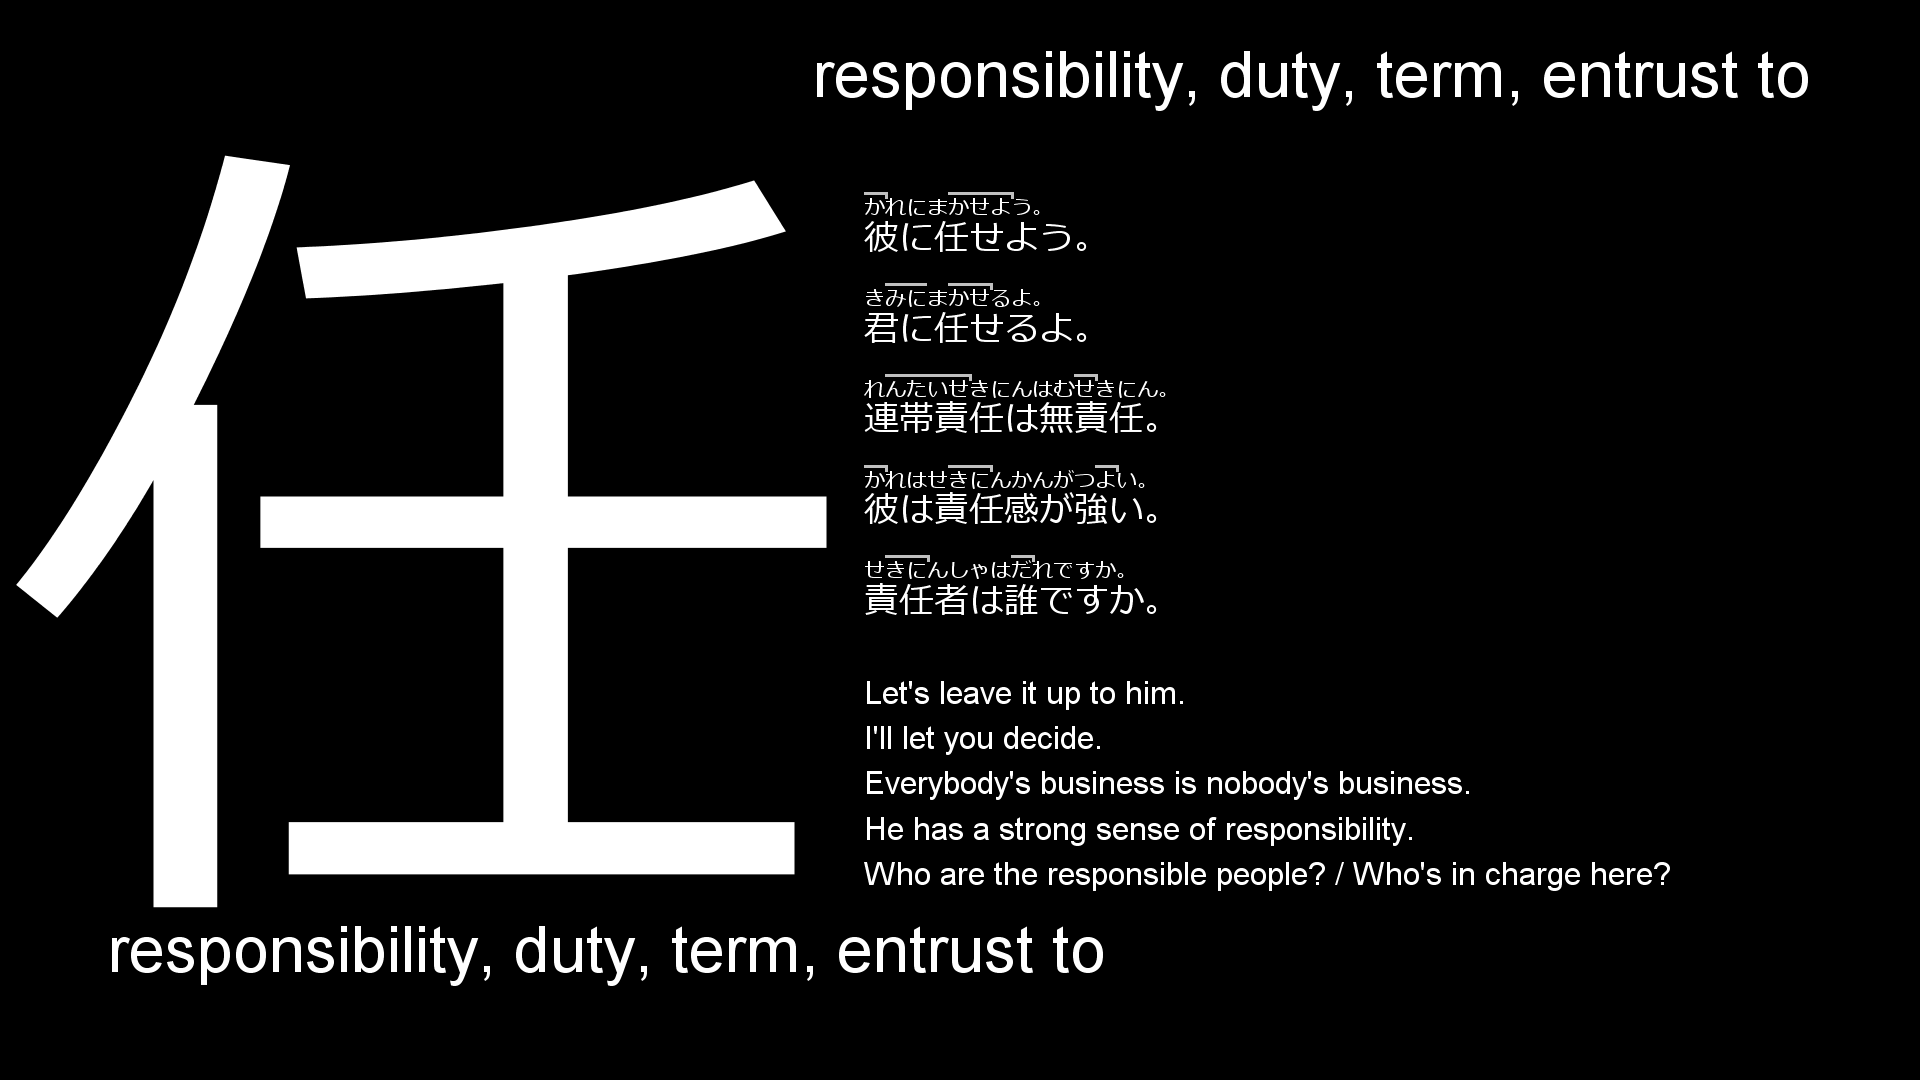 responsibility, duty, term, entrust to
任
かれにまかせよう。
彼に任せよう。
きみにまかせるよ。
君に任せるよ。
れんたいせきにんはむせきにん。
連帯責任は無責任。
かれはせきにんかんがつよい。
彼は責任感が強い。
せきにんしゃはだれですか。
責任者は誰ですか。
Let's leave it up to him.
I'll let you decide.
Everybody's business is nobody's business.
He has a strong sense of responsibility.
Who are the responsible people? / Who's in charge here?
responsibility, duty, term, entrust to